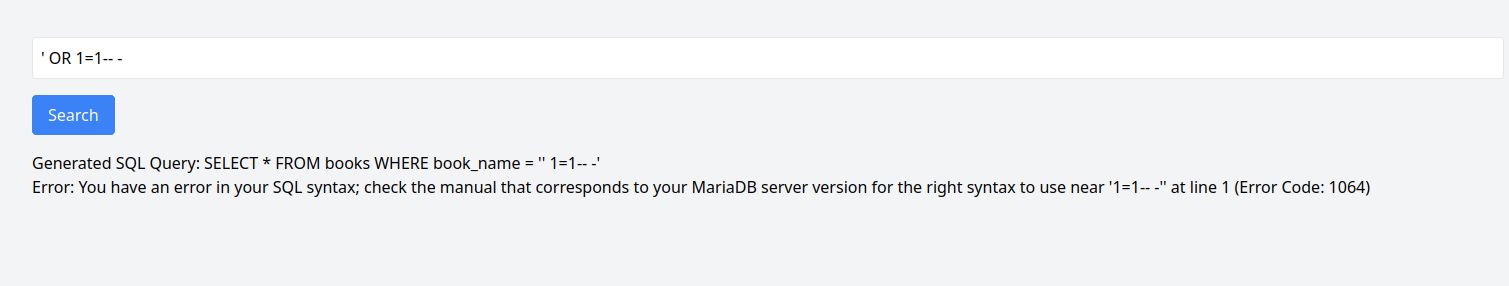 ' OR 1=1-- -
Search
Generated SQL Query: SELECT * FROM books WHERE book_name = '' 1=1-- -'
Error: You have an error in your SQL syntax; check the manual that corresponds to your MariaDB server version for the right syntax to use near '1=1-- -'' at line 1 (Error Code: 1064)